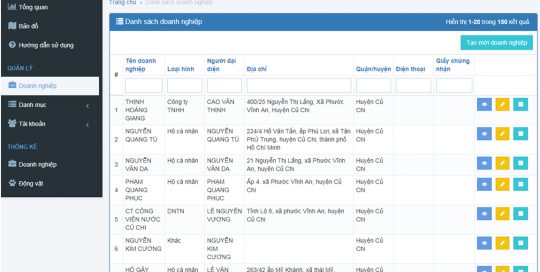 Trang chủ » Danh sách doanh nghiệp
Tổng quan
Bản đồ
Hướng dẫn sử dụng
QUẢN LÝ
Doanh nghiệp
Danh mục
Tài khoản
THỐNG KÊ
Doanh nghiệp
Động vật
Danh sách doanh nghiệp
Hiển thị 1-20 trong 150 kết quả.
Tạo mới doanh nghiệp
# Tên doanh nghiệp Loại hình Người đại diện Địa chỉ Quận/huyện Điện thoại Giấy chứng nhận
1 THỊNH HOÀNG GIANG Công ty TNHH CAO VĂN THỊNH 400/25 Nguyễn Thị Lắng, Xã Phước Vĩnh An, Huyện Củ Chi Huyện Củ Chi
2 NGUYỄN QUANG TÚ Hộ cá nhân NGUYỄN QUANG TÚ 224/4 Hồ Văn Tắn, ấp Phú Lợi, xã Tân Phú Trung, huyện Củ Chi, thành phố Hồ Chí Minh Huyện Củ Chi
3 NGUYỄN VĂN DA Hộ cá nhân NGUYỄN VĂN DA 21 Nguyễn Thị Lắng, xã Phước Vĩnh An, huyện Củ Chi Huyện Củ Chi
4 PHẠM QUANG PHỤC Hộ cá nhân PHẠM QUANG PHỤC Ấp 4, xã Phước Vĩnh An, huyện Củ Chi Huyện Củ Chi
5 CT CÔNG VIÊN NƯỚC CỦ CHI DNTN LÊ NGUYỄN VƯƠNG Tỉnh Lộ 8, xã phước Vĩnh An, huyện Củ Chi Huyện Củ Chi
6 NGUYỄN KIM CƯƠNG Khác NGUYỄN KIM CƯƠNG Huyện Củ Chi
HỒ GÂY Hộ cá nhân LÊ VĂN 263/42 ấp Mỹ Khánh, xã thái Mỹ, Huyện Củ